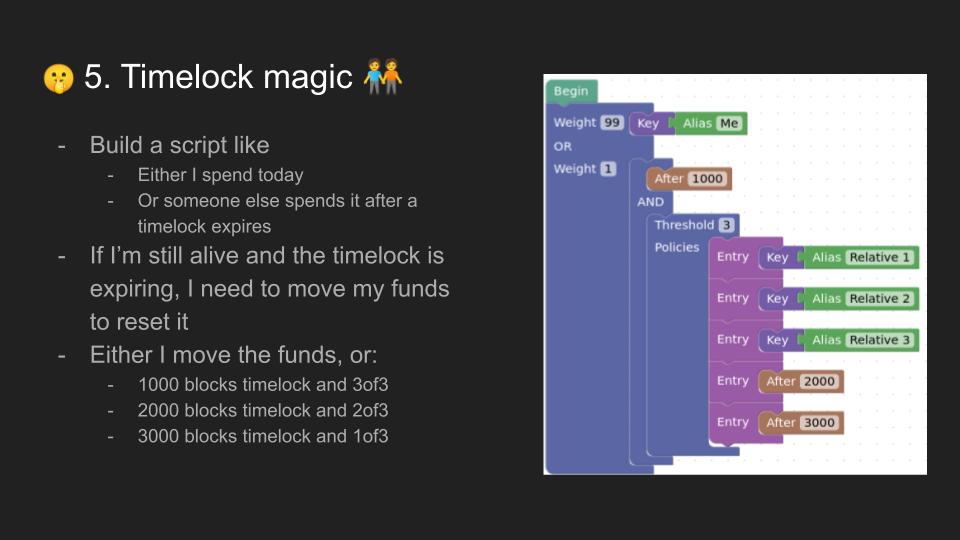 🤫 5. Timelock magic 🧑‍🤝‍🧑
- Build a script like
- Either I spend today
- Or someone else spends it after a
timelock expires
- If I’m still alive and the timelock is
expiring, I need to move my funds
to reset it
- Either I move the funds, or:
- 1000 blocks timelock and 3of3
- 2000 blocks timelock and 2of3
- 3000 blocks timelock and 1of3
Begin
Weight 99 Key Alias Me
OR
Weight 1
After 1000
AND
Threshold 3
Policies
Entry Key Alias Relative 1
Entry Key Alias Relative 2
Entry Key Alias Relative 3
Entry After 2000
Entry After 3000